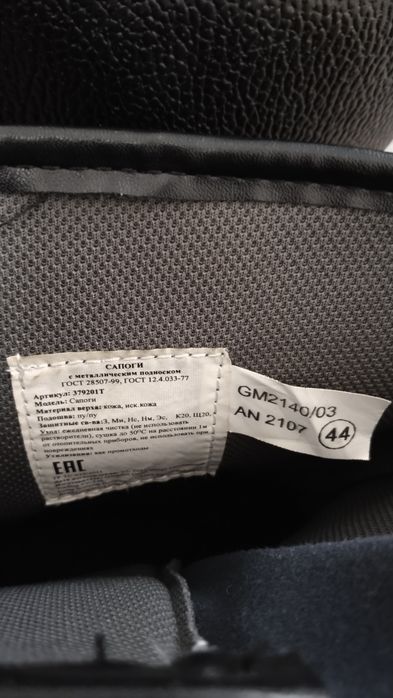 САПОГИ
с металлическим подноском
ГОСТ 28507-99, ГОСТ 12.4.033-77
Артикул: 379201Т
Модель: Сапоги
Материал верха: кожа, иск.кожа
Подошва: пу/пу
Защитные св-ва: З, Ми, Нс, Нм, Эс, К20, Щ20,
Уход: ежедневная чистка (не использовать
растворители), сушка до 50°С на расстоянии 1м
от отопительных приборов, не использовать при
повреждениях
Утилизация: как промотходы
ЕАС
GM2140/03
AN 2107 44